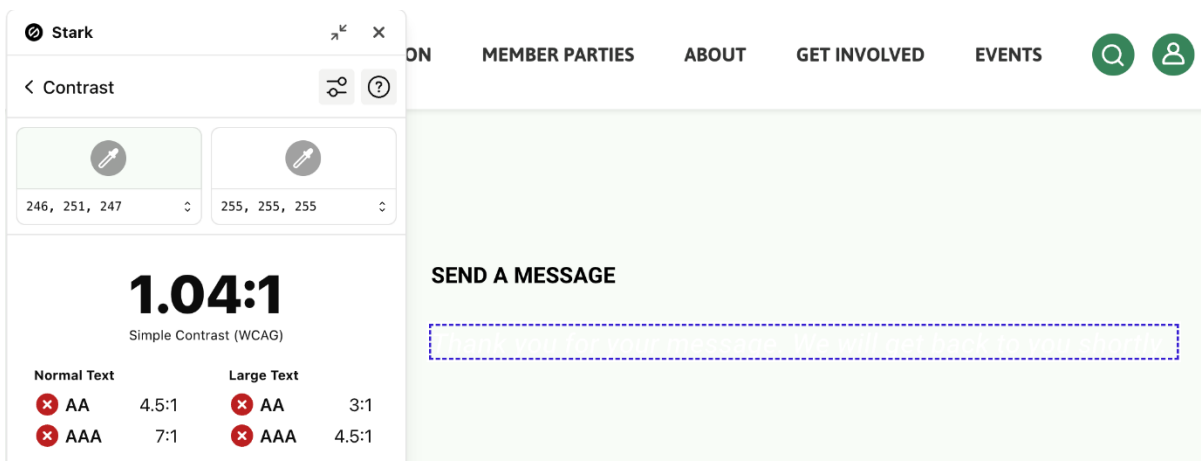 Stark
ON MEMBER PARTIES ABOUT GET INVOLVED EVENTS
Contrast
246, 251, 247
255, 255, 255
1.04:1
Simple Contrast (WCAG)
Normal Text
AA 4.5:1
AAA 7:1
Large Text
AA 3:1
AAA 4.5:1
SEND A MESSAGE
Thank you for your message. We will get back to you shortly.